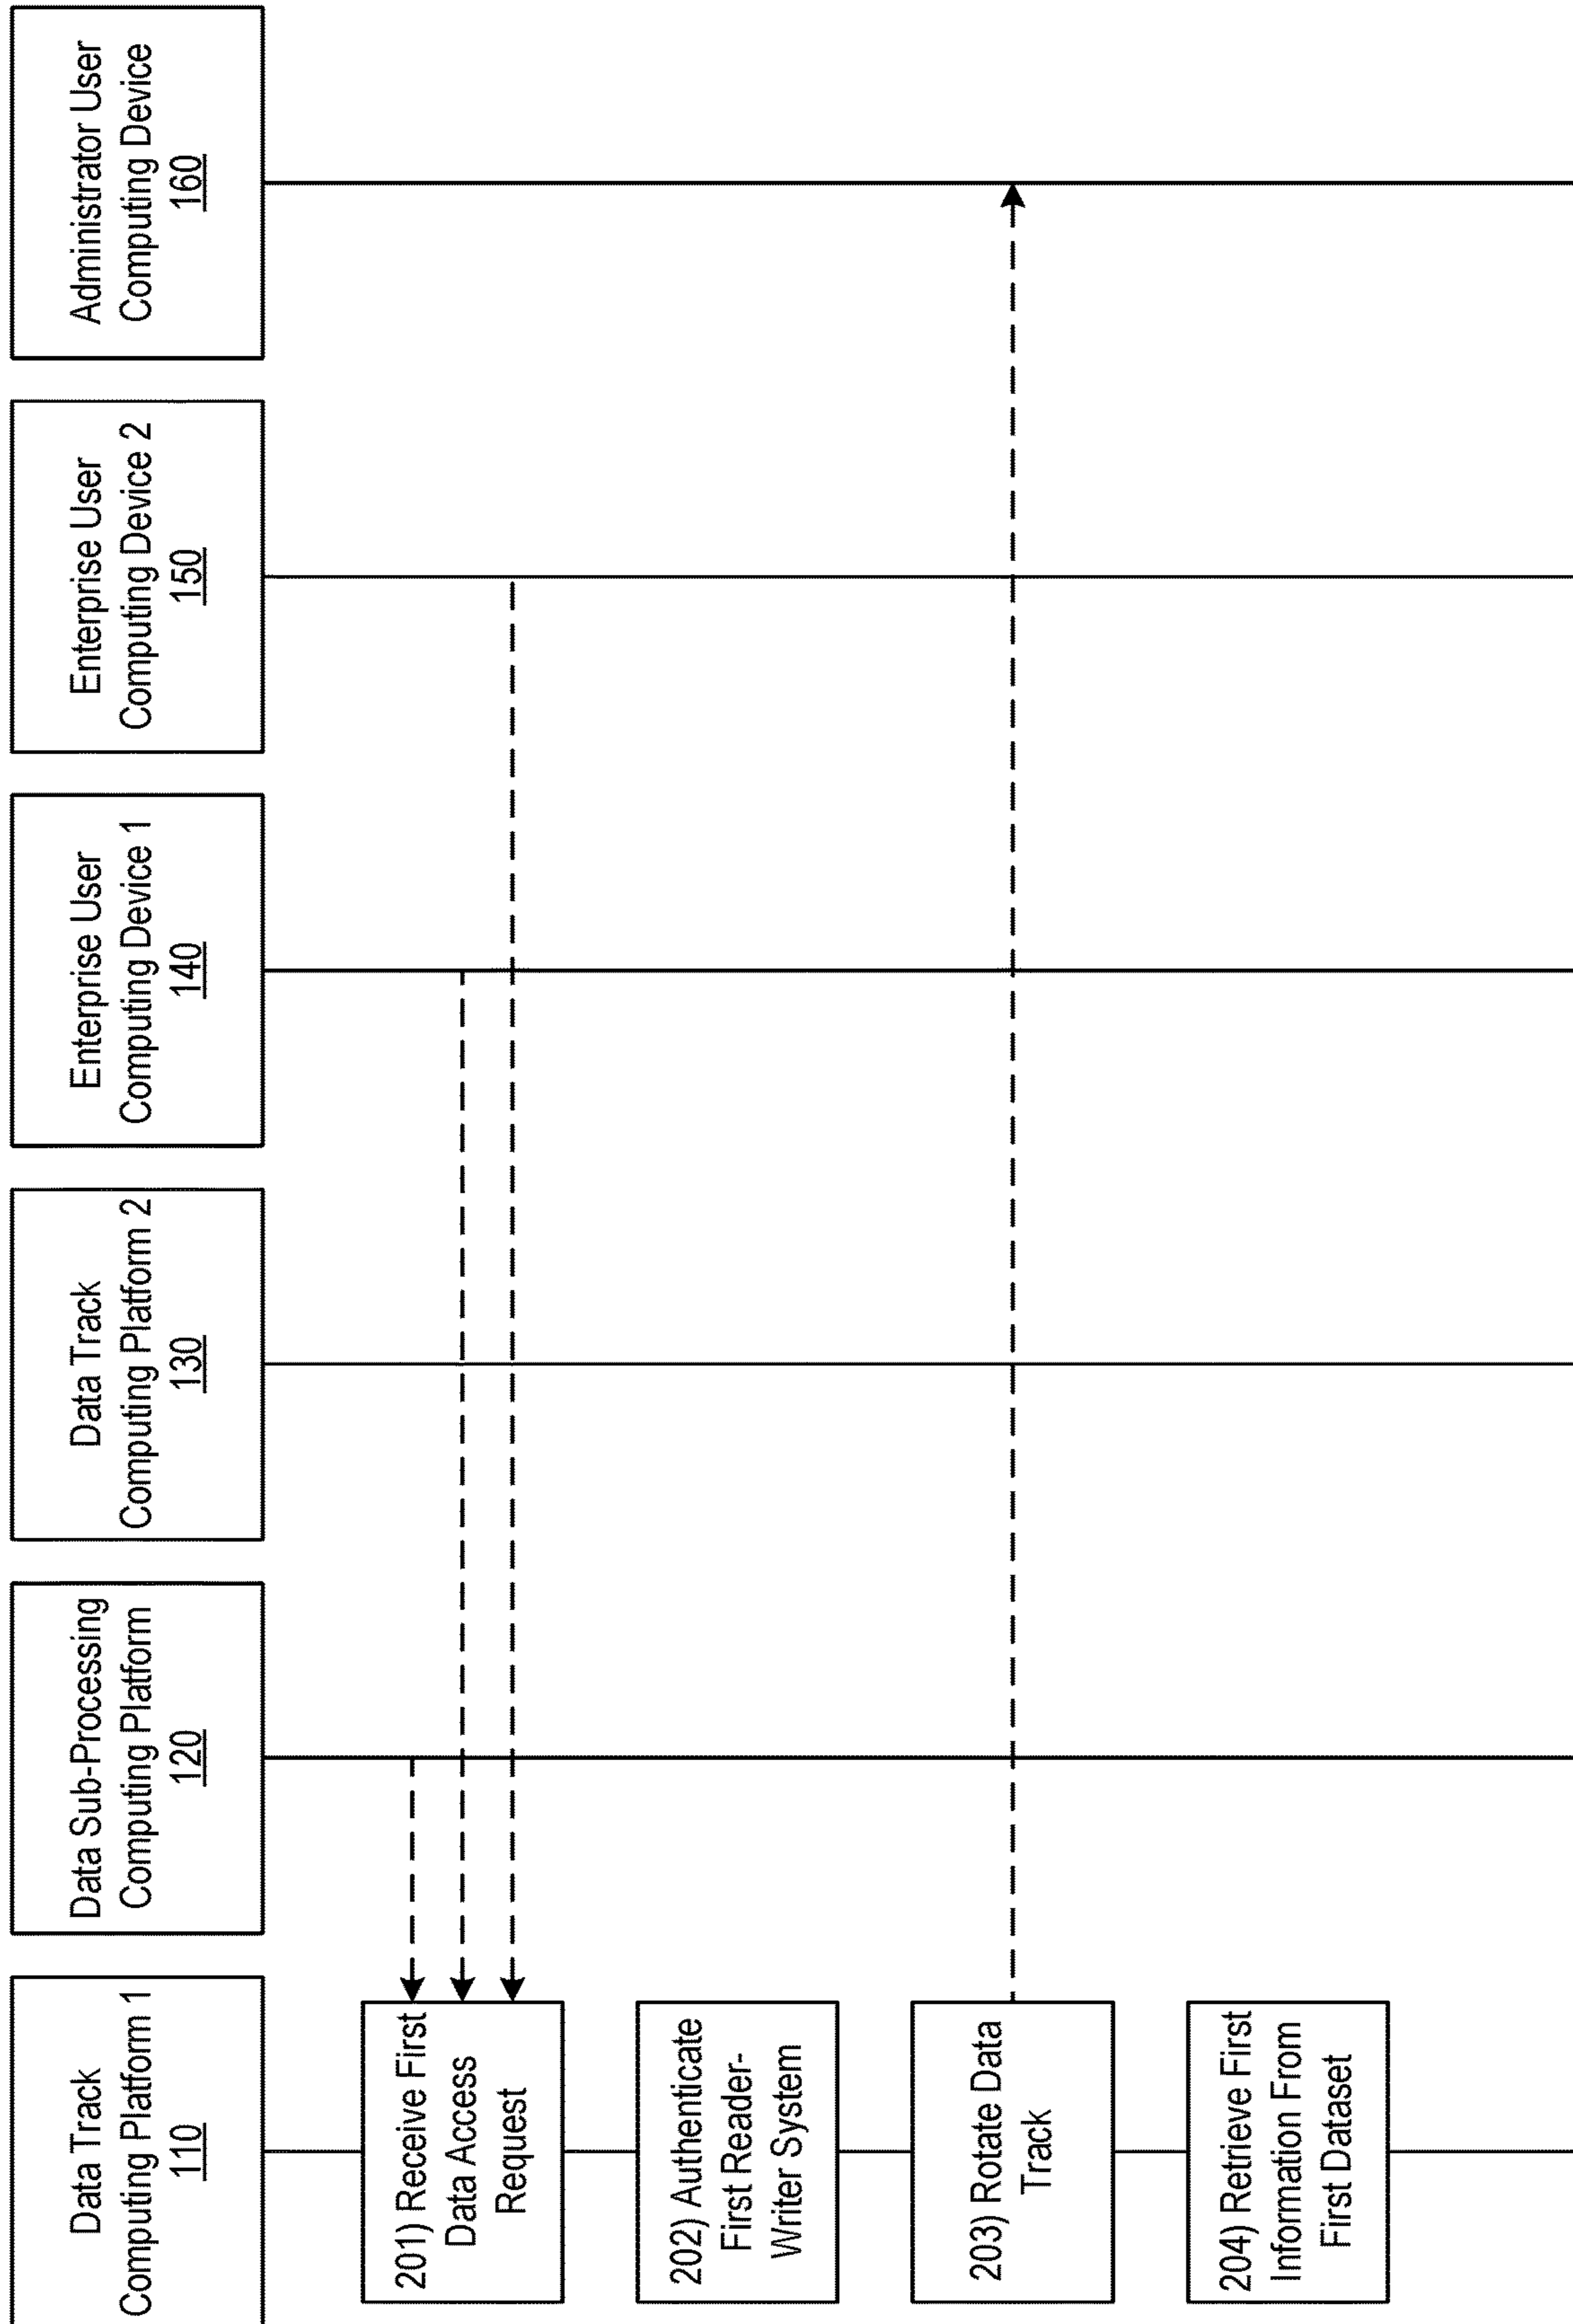 Data Track
Computing Platform 1
110
Data Sub-Processing
Computing Platform
120
Data Track
Computing Platform 2
130
Enterprise User
Computing Device 1
140
Enterprise User
Computing Device 2
150
Administrator User
Computing Device
160
201) Receive First
Data Access
Request
202) Authenticate
First Reader-
Writer System
203) Rotate Data
Track
204) Retrieve First
Information From
First Dataset